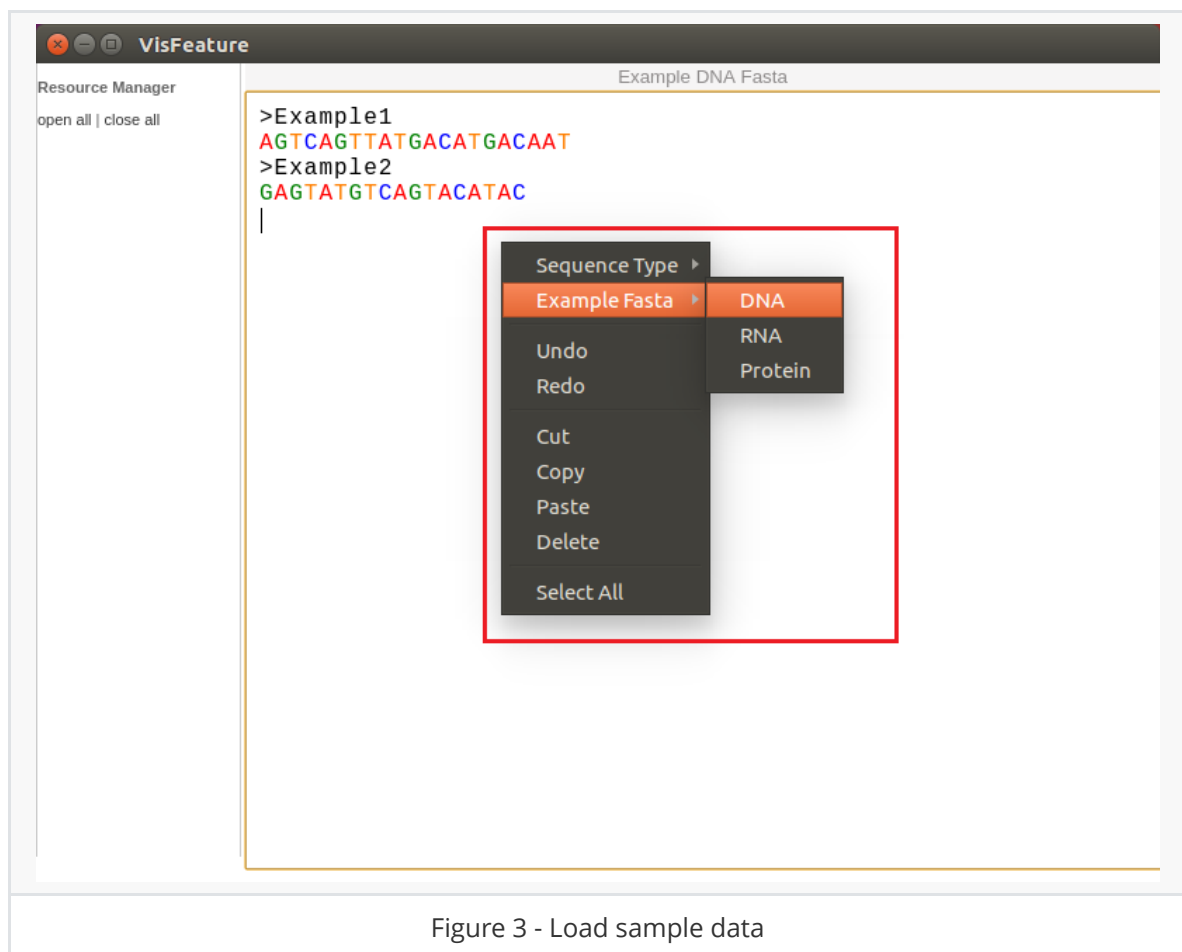 VisFeature
Resource Manager
open all | close all
Example DNA Fasta
>Example1
AGTCAGTTATGACATGACAAT
>Example2
GAGTATGTCAGTACATAC
Sequence Type
Example Fasta
DNA
RNA
Protein
Undo
Redo
Cut
Copy
Paste
Delete
Select All
Figure 3 - Load sample data